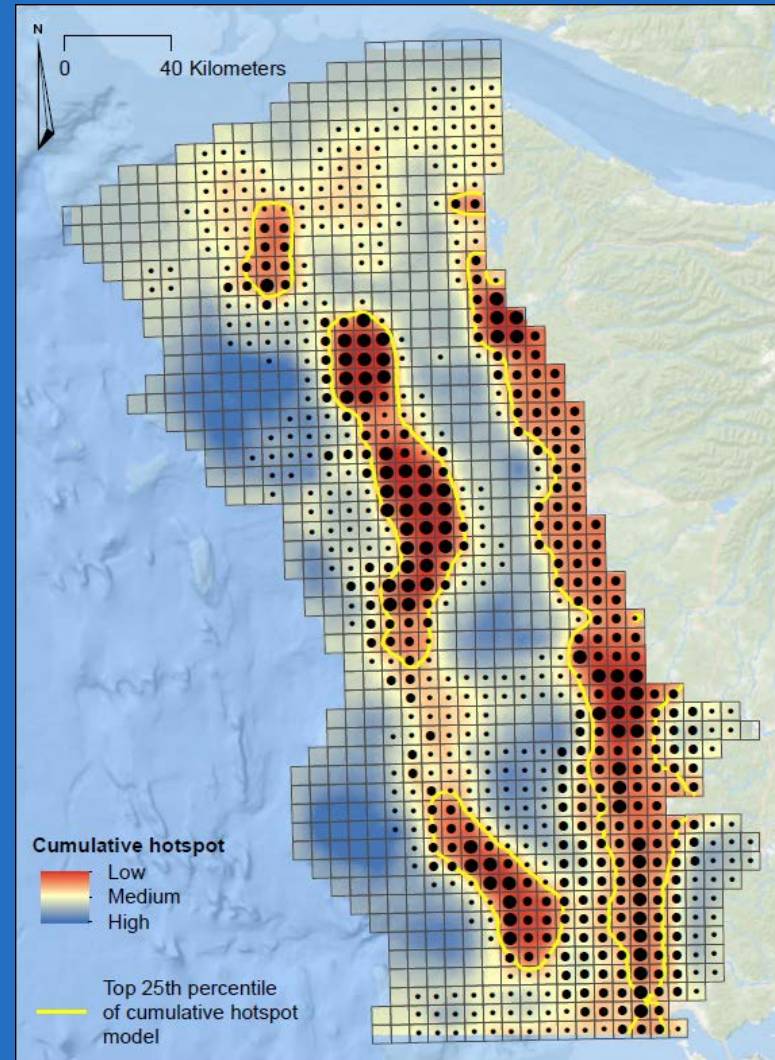 N
0 40 Kilometers
Cumulative hotspot
Low
Medium
High
Top 25th percentile
of cumulative hotspot
model